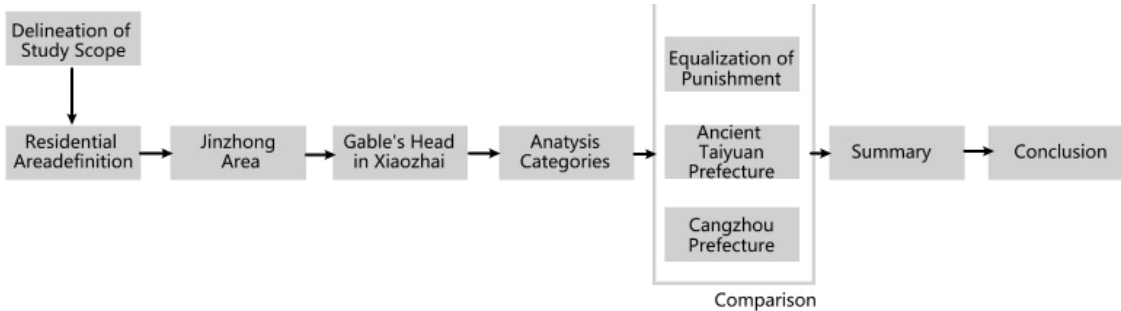 Delineation of
Study Scope
Residential
Areadefinition
Jinzhong
Area
Gable's Head
in Xiaozhai
Anatysis
Categories
Equalization of
Punishment
Ancient
Taiyuan
Prefecture
Cangzhou
Prefecture
Comparison
Summary
Conclusion